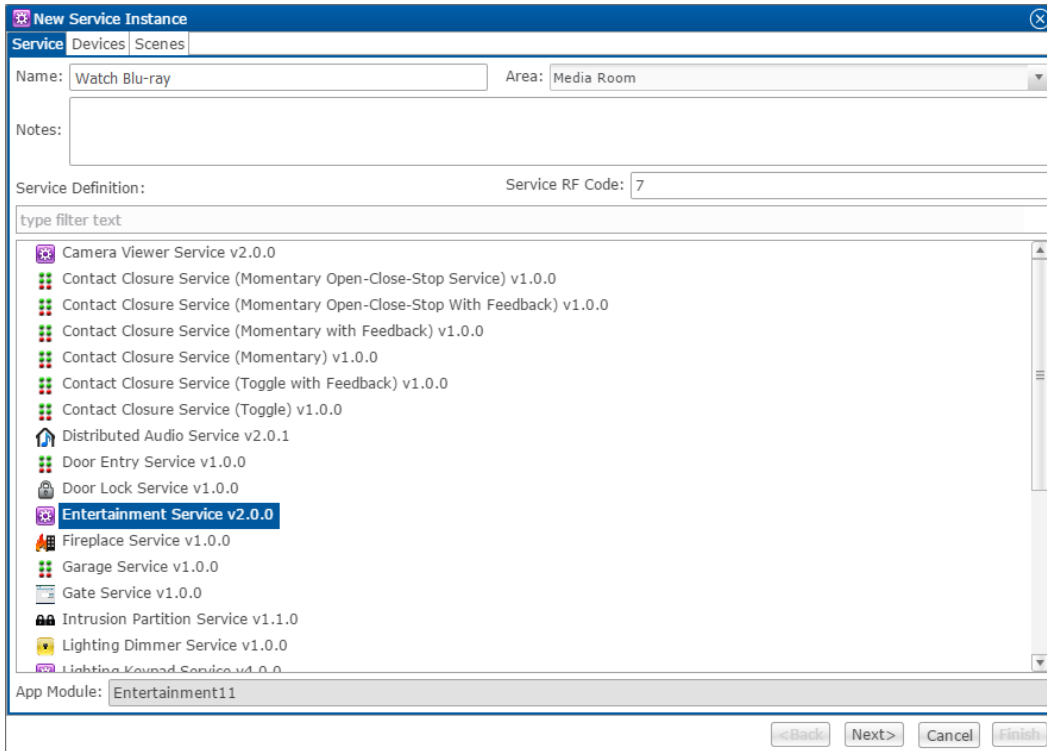 New Service Instance
Service Devices Scenes
Name: Watch Blu-ray Area: Media Room
Notes:
Service Definition: Service RF Code: 7
type filter text
Camera Viewer Service v2.0.0
Contact Closure Service (Momentary Open-Close-Stop Service) v1.0.0
Contact Closure Service (Momentary Open-Close-Stop With Feedback) v1.0.0
Contact Closure Service (Momentary with Feedback) v1.0.0
Contact Closure Service (Momentary) v1.0.0
Contact Closure Service (Toggle with Feedback) v1.0.0
Contact Closure Service (Toggle) v1.0.0
Distributed Audio Service v2.0.1
Door Entry Service v1.0.0
Door Lock Service v1.0.0
Entertainment Service v2.0.0
Fireplace Service v1.0.0
Garage Service v1.0.0
Gate Service v1.0.0
Intrusion Partition Service v1.1.0
Lighting Dimmer Service v1.0.0
Lighting Keypad Service v4.0.0
App Module: Entertainment11
<Back Next> Cancel Finish